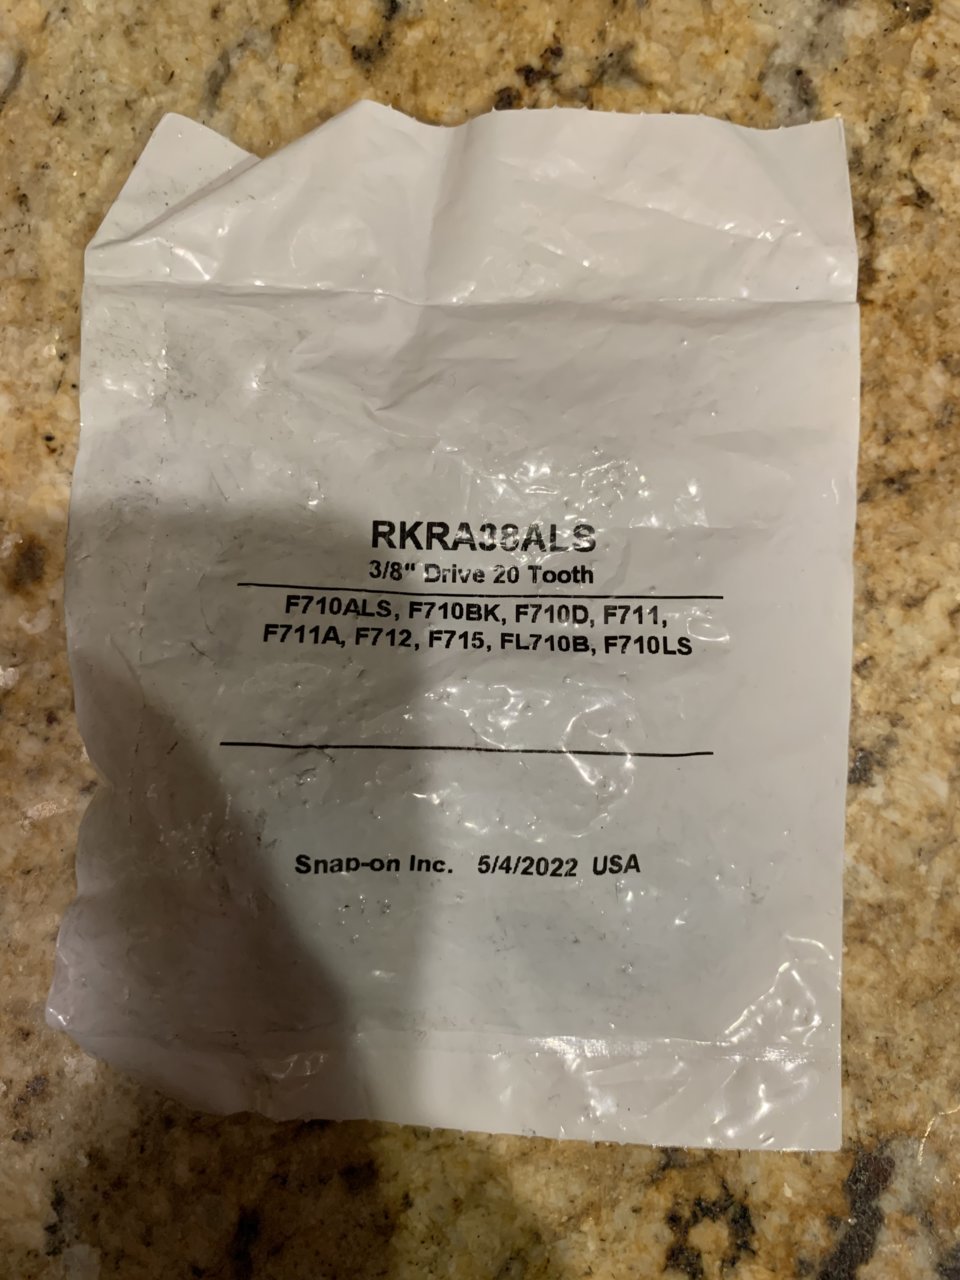 RKRA38ALS
3/8" Drive 20 Tooth
F710ALS, F710BK, F710D, F711,
F711A, F712, F715, FL710B, F710LS
Snap-on Inc. 5/4/2022 USA